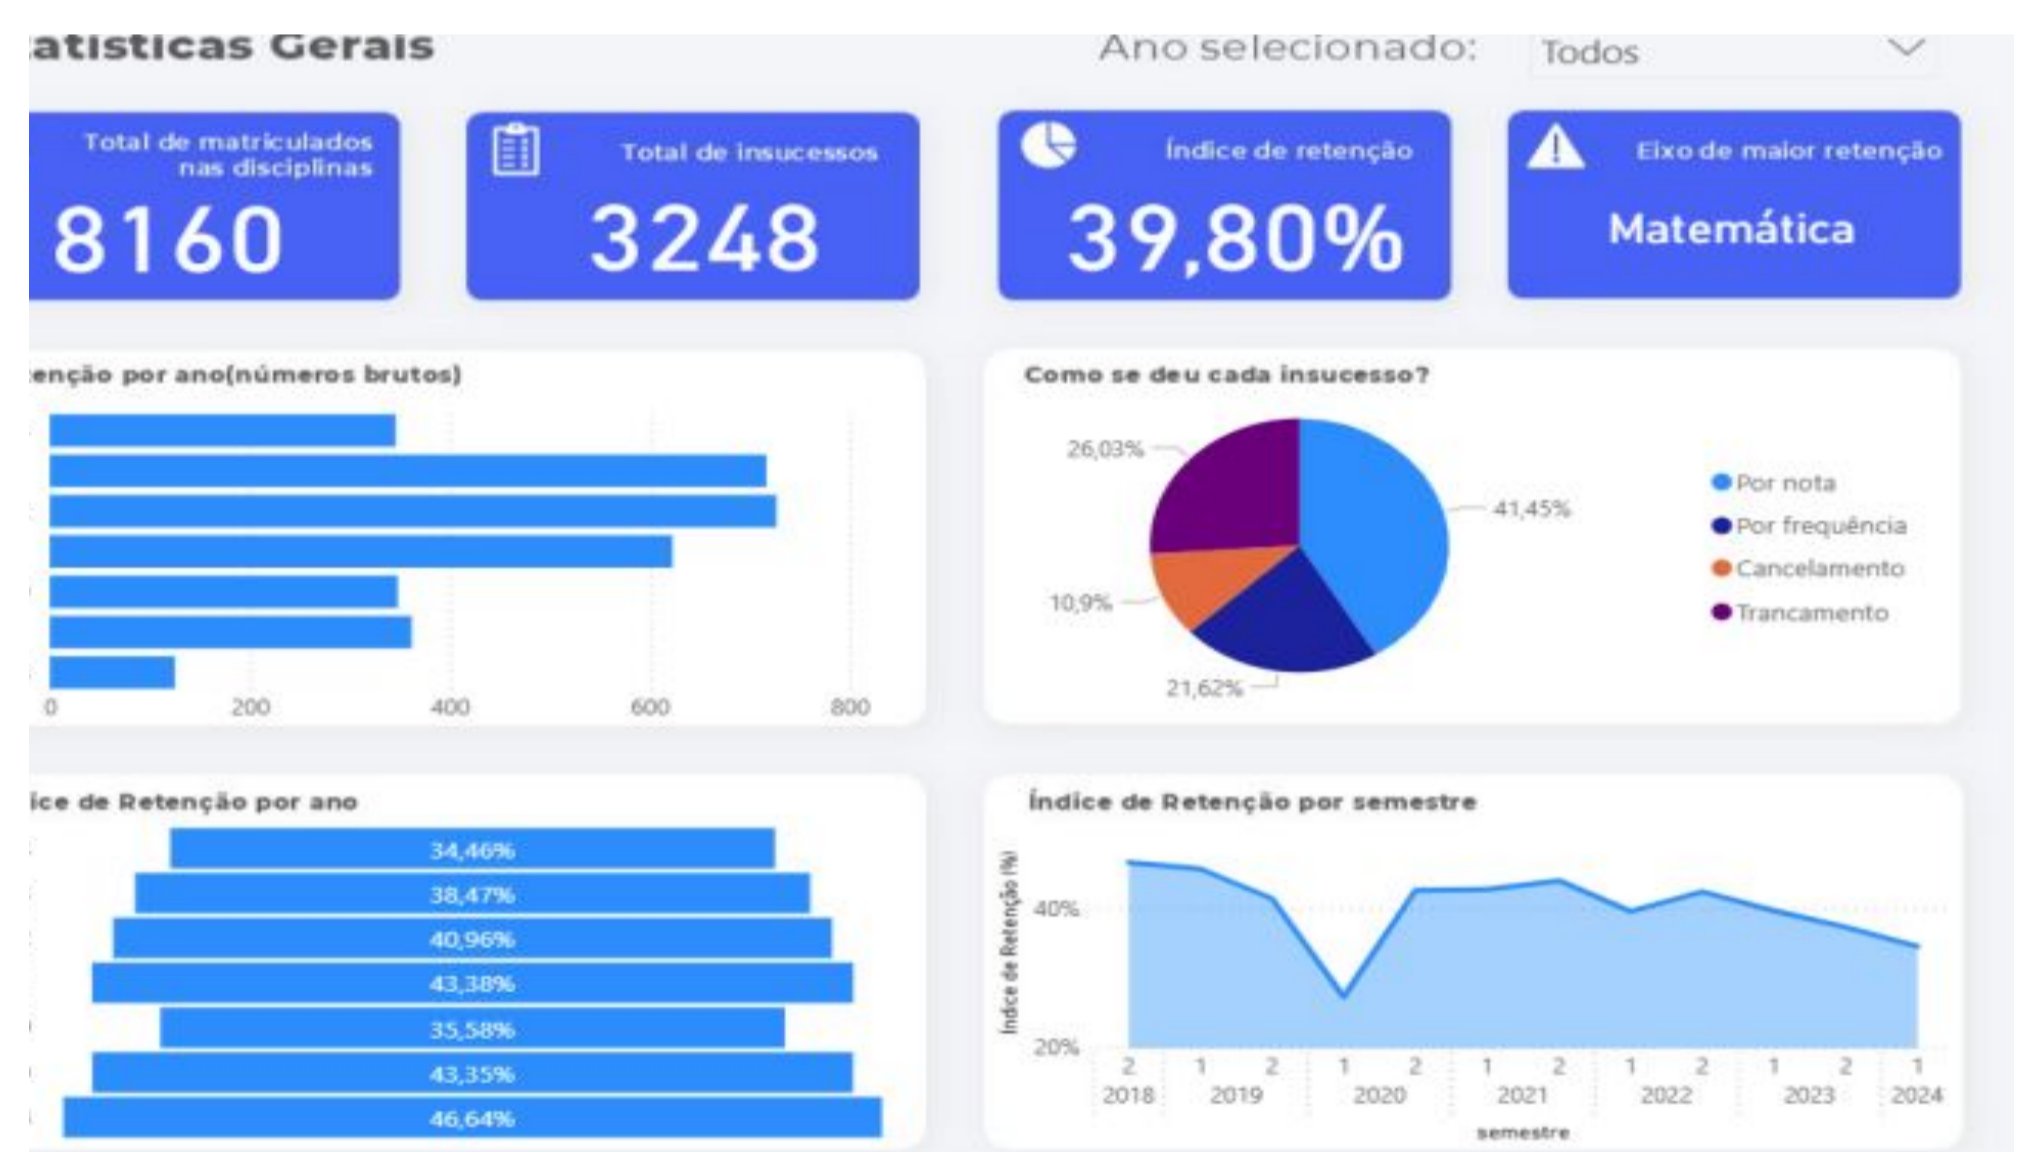 atísticas Gerais
Ano selecionado:
Todos
Total de matriculados
nas disciplinas
8160
Total de insucessos
3248
Índice de retenção
39,80%
Eixo de maior retenção
Matemática
enção por ano(números brutos)
0 200 400 600 800
Como se deu cada insucesso?
26,03%
41,45%
10,9%
21,62%
Por nota
Por frequência
Cancelamento
Trancamento
ice de Retenção por ano
34,46%
38,47%
40,96%
43,38%
35,58%
43,35%
46,64%
Índice de Retenção por semestre
Índice de Retenção (%)
40%
20%
2 1 2 1 2 1 2 1 2 1 2 1
2018 2019 2020 2021 2022 2023 2024
semestre